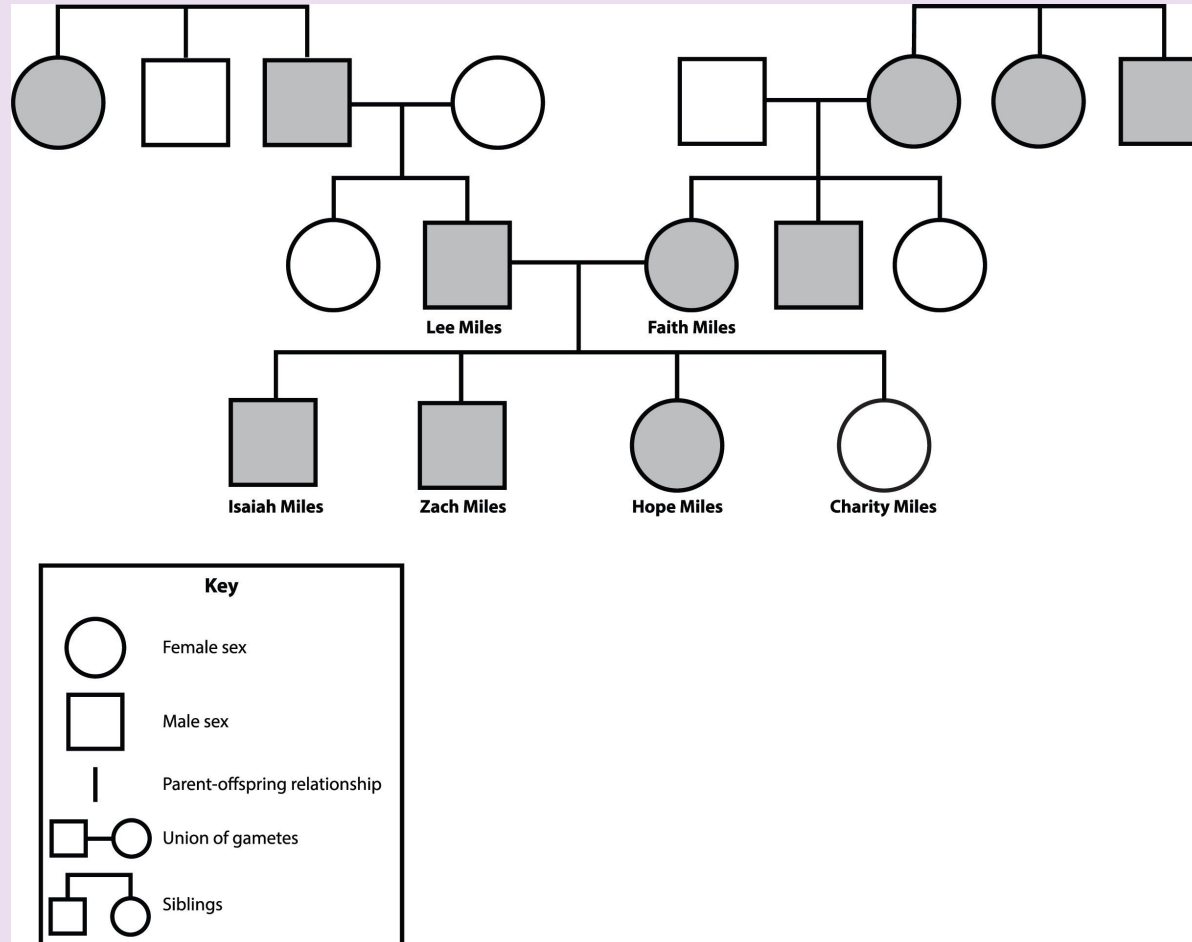 Lee Miles
Faith Miles
Isaiah Miles
Zach Miles
Hope Miles
Charity Miles
Key
Female sex
Male sex
Parent-offspring relationship
Union of gametes
Siblings